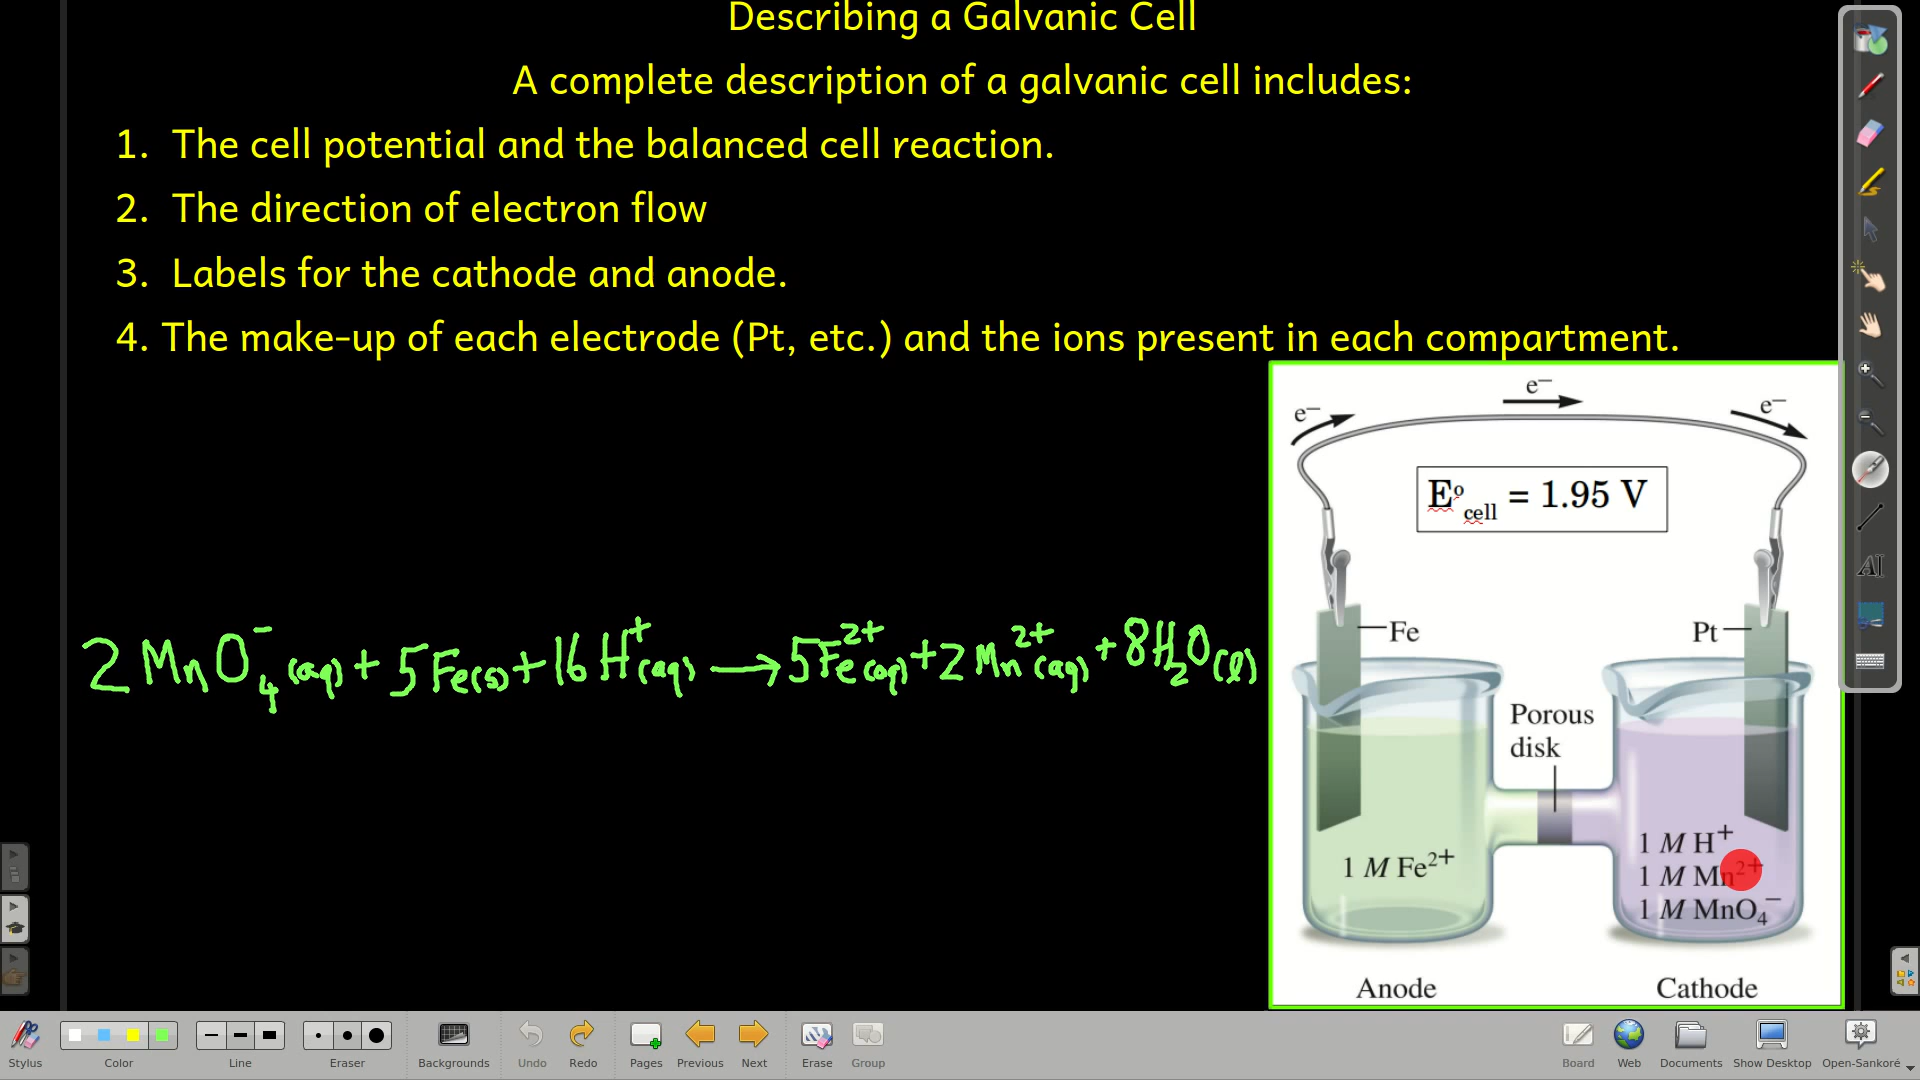 Describing a Galvanic Cell
A complete description of a galvanic cell includes:
1. The cell potential and the balanced cell reaction.
2. The direction of electron flow
3. Labels for the cathode and anode.
4. The make-up of each electrode (Pt, etc.) and the ions present in each compartment.
e⁻ e⁻ e⁻
E°cell = 1.95 V
2 MnO₄⁻(aq) + 5 Fe(s) + 16 H⁺(aq) ⟶ 5Fe²⁺(aq) + 2 Mn²⁺(aq) + 8H₂O(l)
Fe
Pt
Porous
disk
1 M Fe²⁺
1 M H⁺
1 M Mn²⁺
1 M MnO₄⁻
Anode
Cathode
AI
Stylus
Color
Line
Eraser
Backgrounds
Undo
Redo
Pages
Previous
Next
Erase
Group
Board
Web
Documents
Show Desktop
Open-Sankoré